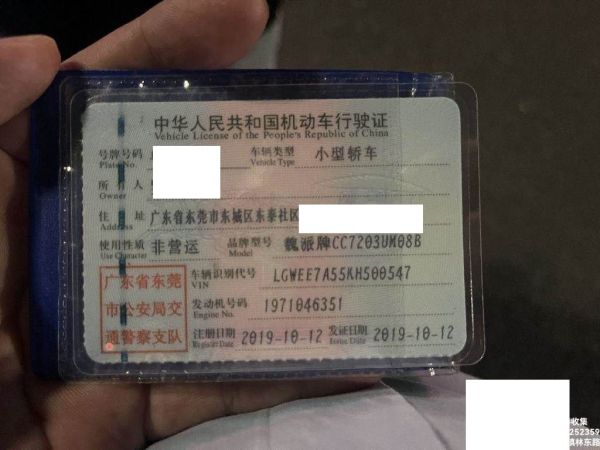 中华人民共和国机动车行驶证
Vehicle License of the People's Republic of China
号牌号码 车辆类型 小型轿车
Plate No. Vehicle Type
所有人
Owner
住址 广东省东莞市东城区东泰社区
Address
使用性质 非营运 品牌型号 魏派牌CC7203UM08B
Use Character Model
车辆识别代号 LGWEE7A55KH500547
VIN
发动机号码 1971046351
Engine No.
注册日期 2019-10-12 发证日期 2019-10-12
Register Date Issue Date
广东省东莞
市公安局交
通警察支队
收集
252359
镇林东路